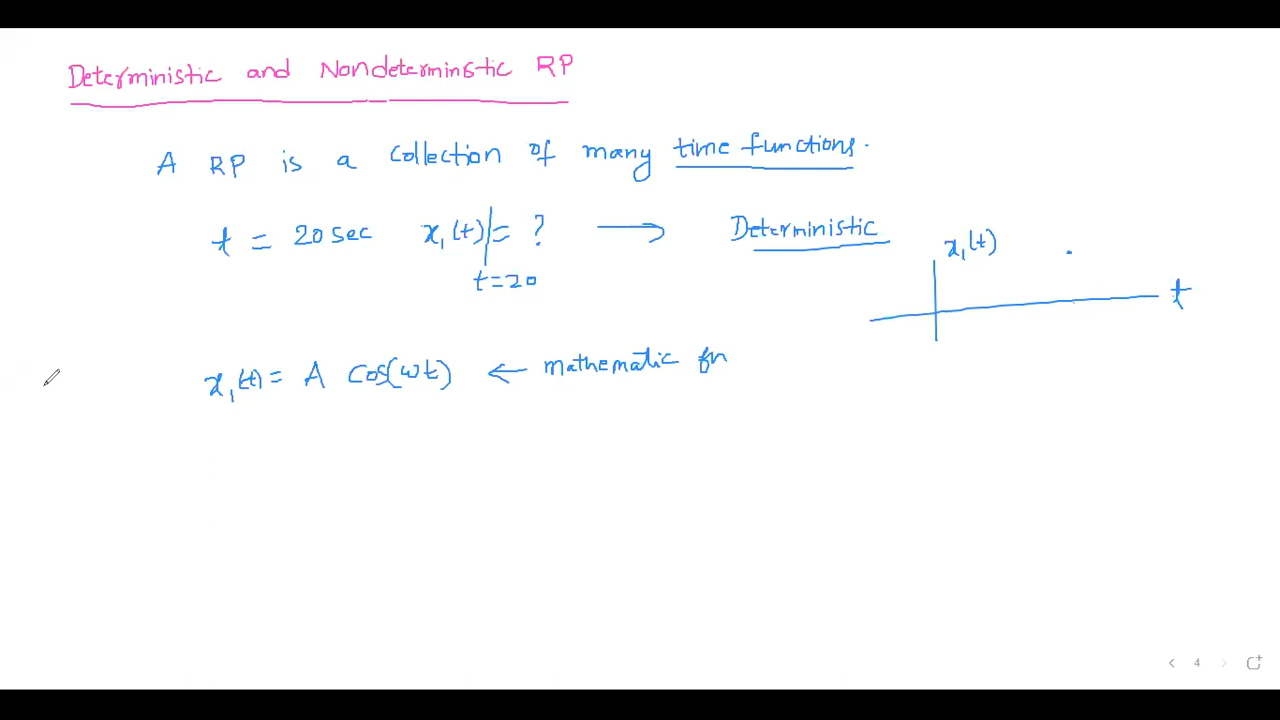 Deterministic and Nondeterministic RP
A RP is a collection of many time functions.
t = 20 sec x₁(t)|= ? → Deterministic
t=20
x₁(t)
t
x₁(t) = A Cos(ωt) ← mathematic fn
4